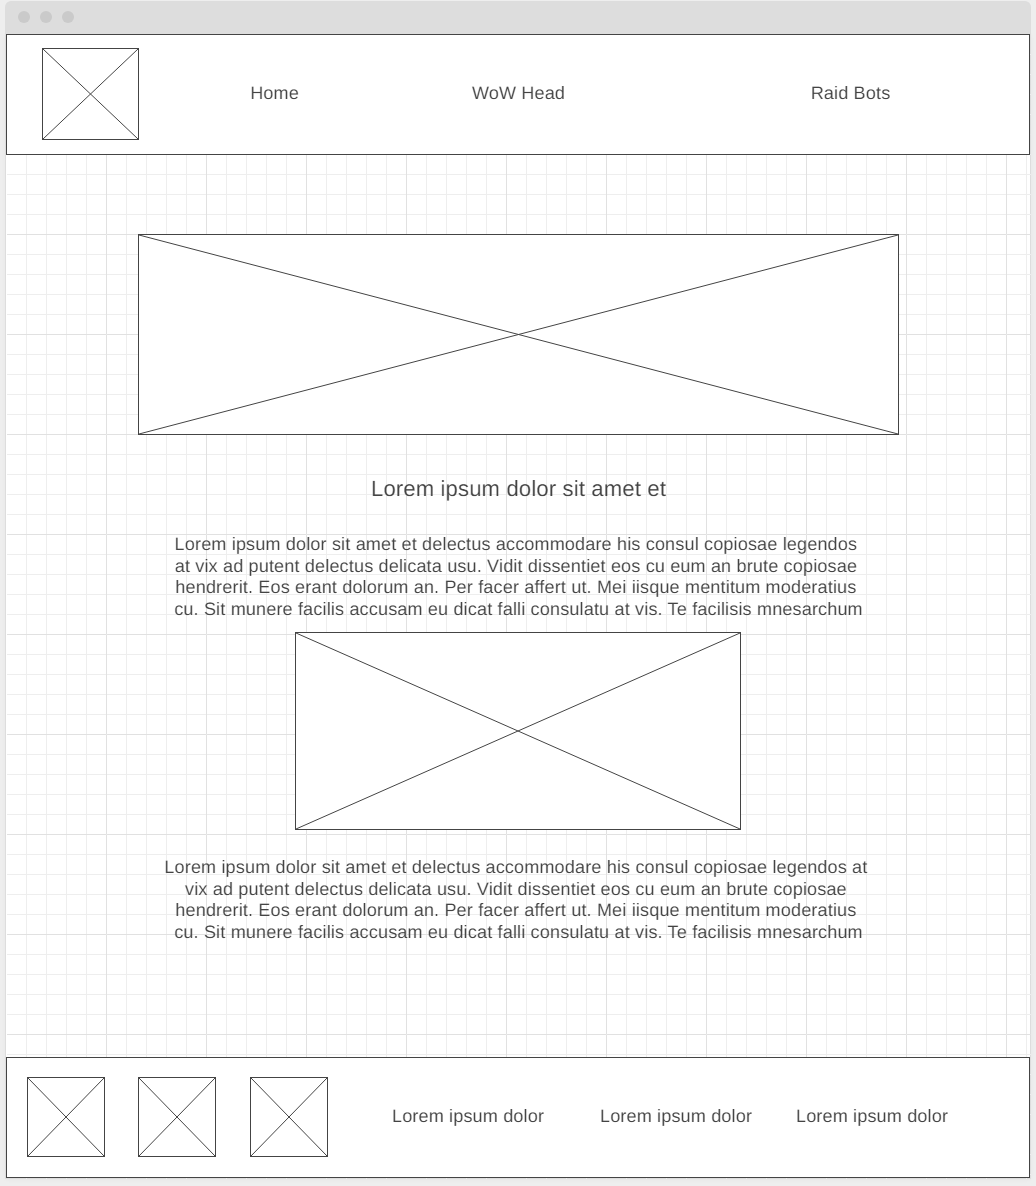 Home
WoW Head
Raid Bots
Lorem ipsum dolor sit amet et
Lorem ipsum dolor sit amet et delectus accommodare his consul copiosae legendos
at vix ad putent delectus delicata usu. Vidit dissentiet eos cu eum an brute copiosae
hendrerit. Eos erant dolorum an. Per facer affert ut. Mei iisque mentitum moderatius
cu. Sit munere facilis accusam eu dicat falli consulatu at vis. Te facilisis mnesarchum
Lorem ipsum dolor sit amet et delectus accommodare his consul copiosae legendos at
vix ad putent delectus delicata usu. Vidit dissentiet eos cu eum an brute copiosae
hendrerit. Eos erant dolorum an. Per facer affert ut. Mei iisque mentitum moderatius
cu. Sit munere facilis accusam eu dicat falli consulatu at vis. Te facilisis mnesarchum
Lorem ipsum dolor
Lorem ipsum dolor
Lorem ipsum dolor